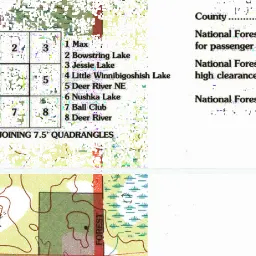 2 3 1 Max
2 Bowstring Lake
3 Jessie Lake
5 4 Little Winnibigoshish Lake
5 Deer River NE
6 Nushka Lake
7 8 7 Ball Club
8 Deer River
JOINING 7.5' QUADRANGLES
County
National Fores
for passenger
National Fores
high clearance
National Fores
FOREST